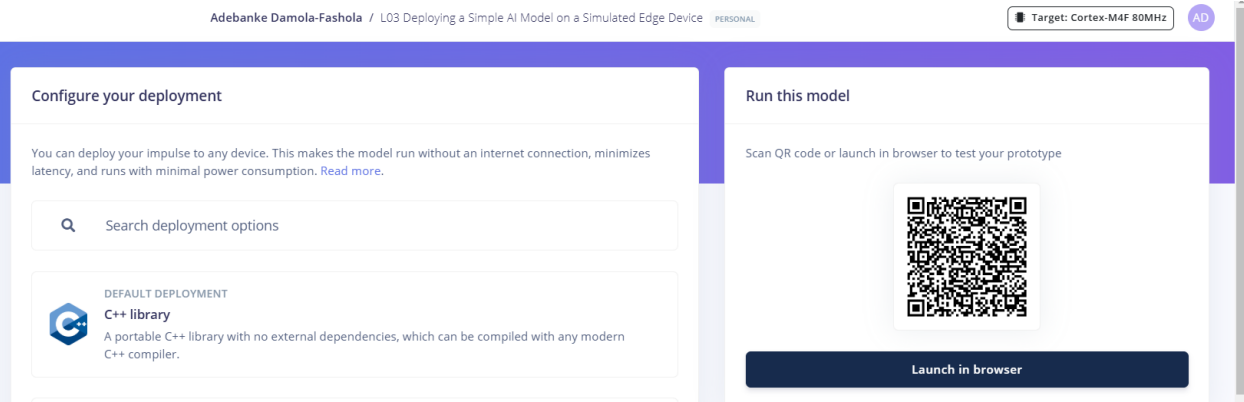 Adebanke Damola-Fashola / L03 Deploying a Simple AI Model on a Simulated Edge Device PERSONAL
Target: Cortex-M4F 80MHz
AD
Configure your deployment
You can deploy your impulse to any device. This makes the model run without an internet connection, minimizes
latency, and runs with minimal power consumption. Read more.
Search deployment options
DEFAULT DEPLOYMENT
C++ library
A portable C++ library with no external dependencies, which can be compiled with any modern
C++ compiler.
Run this model
Scan QR code or launch in browser to test your prototype
Launch in browser